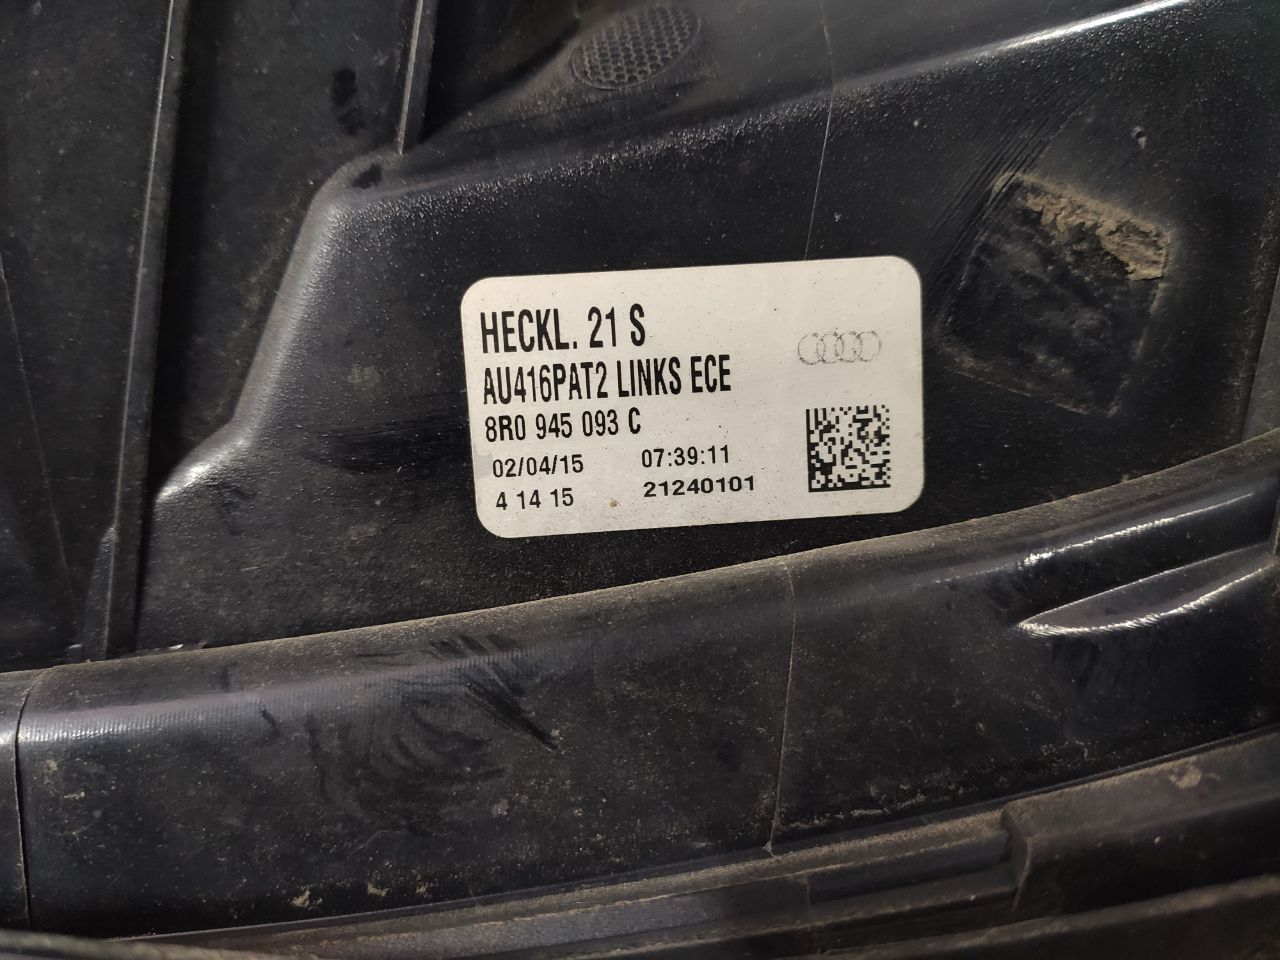 HECKL. 21 S
AU416PAT2 LINKS ECE
8R0 945 093 C
02/04/15 07:39:11
4 14 15 21240101